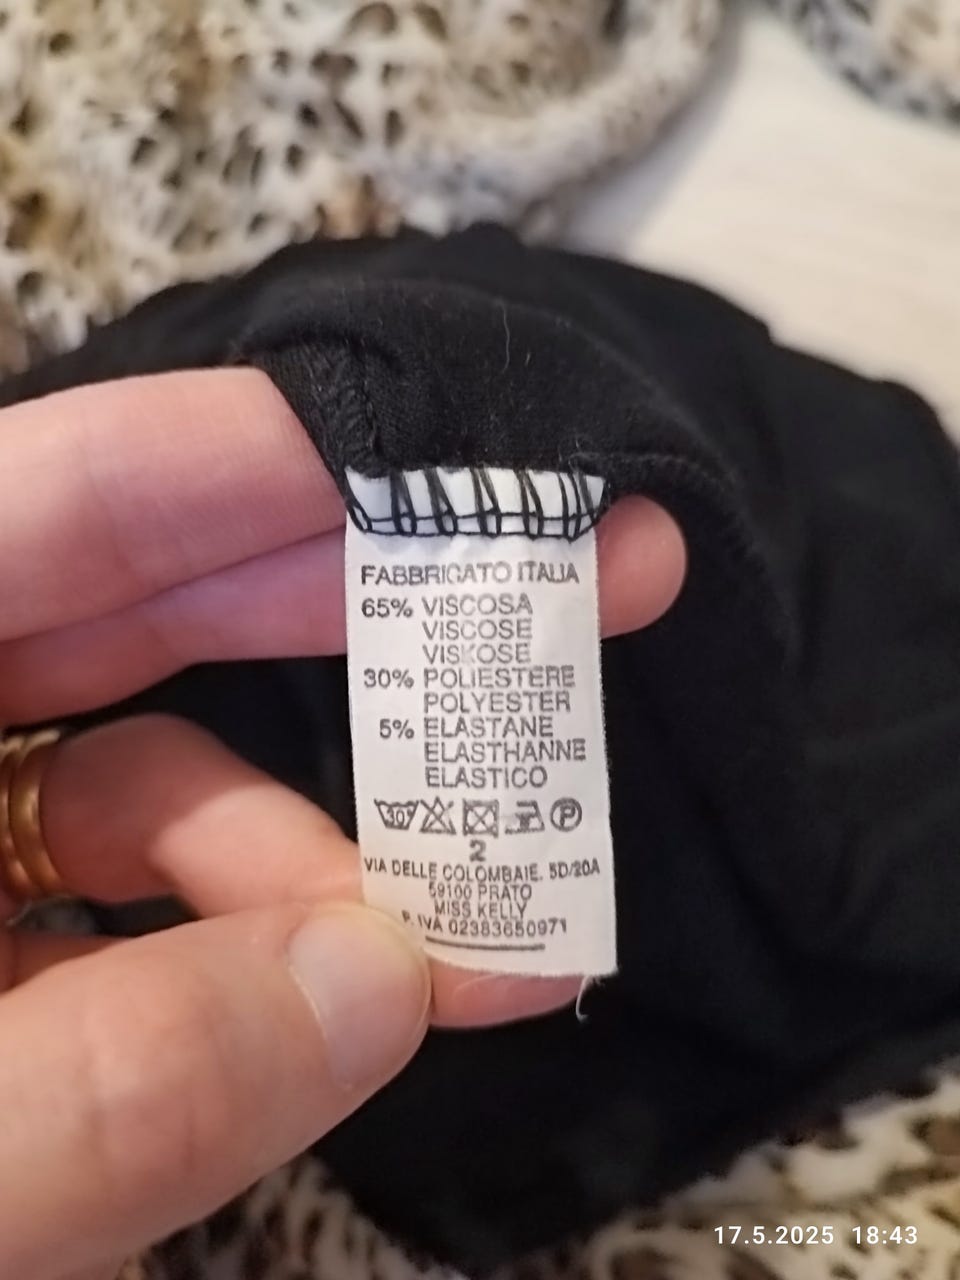 FABBRICATO ITALIA
65% VISCOSA
VISCOSE
VISKOSE
30% POLIESTERE
POLYESTER
5% ELASTANE
ELASTHANNE
ELASTICO
30° P
2
VIA DELLE COLOMBAIE. 5D/20A
59100 PRATO
MISS KELLY
P. IVA 02383650971
17.5.2025 18:43